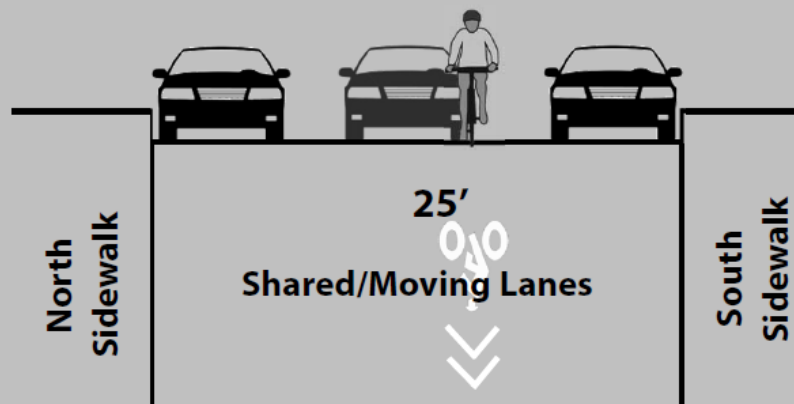 25’
Shared/Moving Lanes
North
Sidewalk
South
Sidewalk